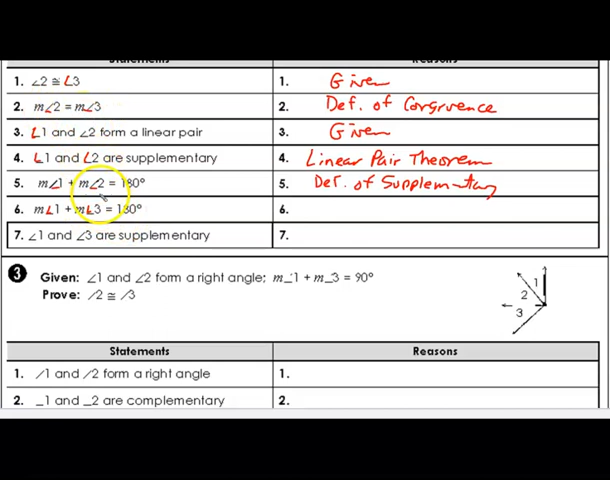 Statements Reasons
1. ∠2 ≅ ∠3 1. Given
2. m∠2 = m∠3 2. Def. of Congruence
3. ∠1 and ∠2 form a linear pair 3. Given
4. ∠1 and ∠2 are supplementary 4. Linear Pair Theorem
5. m∠1 + m∠2 = 180° 5. Def. of Supplementary
6. m∠1 + m∠3 = 180° 6.
7. ∠1 and ∠3 are supplementary 7.
3 Given: ∠1 and ∠2 form a right angle; m∠1 + m∠3 = 90°
Prove: ∠2 ≅ ∠3
1
2
3
Statements Reasons
1. ∠1 and ∠2 form a right angle 1.
2. ∠1 and ∠2 are complementary 2.